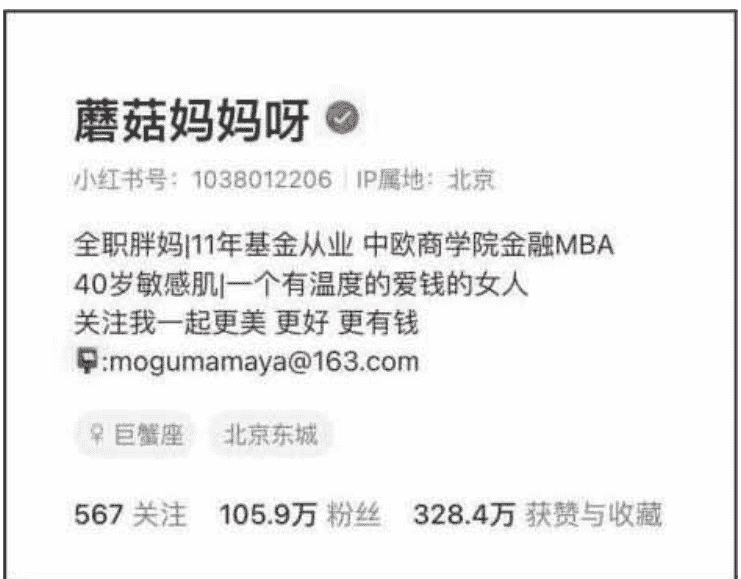 蘑菇妈妈呀
小红书号：1038012206 IP属地：北京
全职胖妈|11年基金从业 中欧商学院金融MBA
40岁敏感肌|一个有温度的爱钱的女人
关注我一起更美 更好 更有钱
:mogumamaya@163.com
♀ 巨蟹座 北京东城
567 关注 105.9万 粉丝 328.4万 获赞与收藏